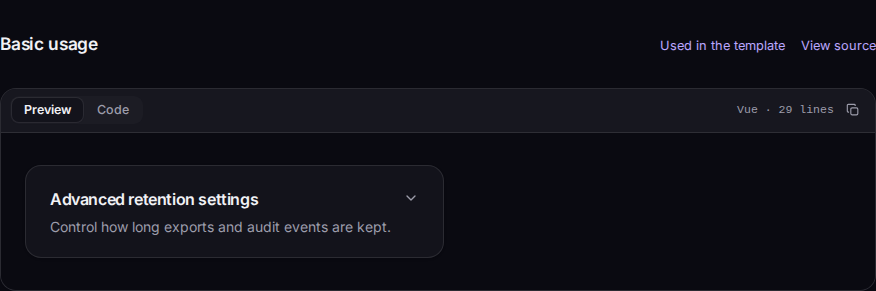 Basic usage
Used in the template
View source
Preview
Code
Vue · 29 lines
Advanced retention settings
Control how long exports and audit events are kept.